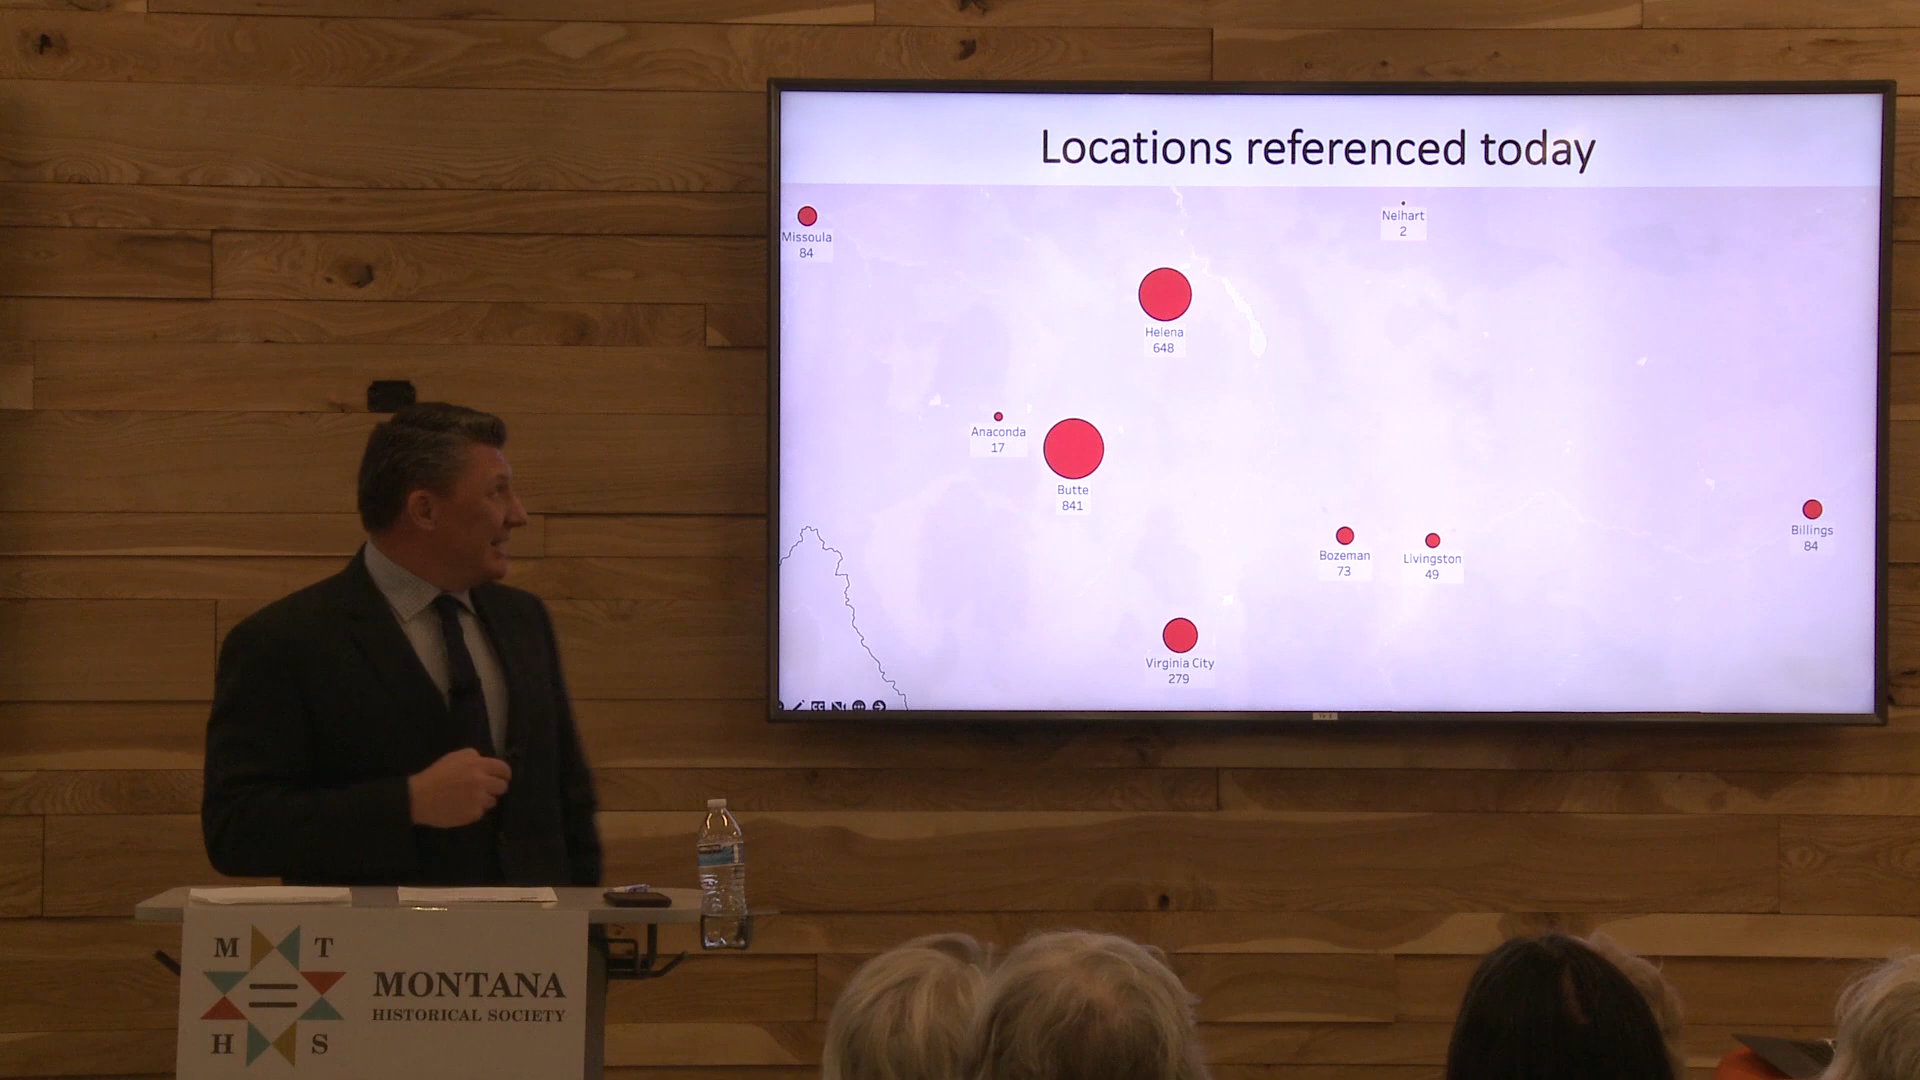 Locations referenced today
Missoula
84
Neihart
2
Helena
648
Anaconda
17
Butte
841
Bozeman
73
Livingston
49
Billings
84
Virginia City
279
M T
H S
MONTANA
HISTORICAL SOCIETY